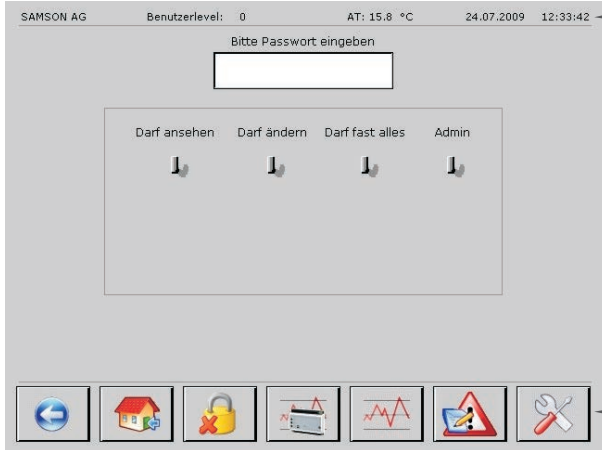 SAMSON AG Benutzerlevel: 0 AT: 15.8 °C 24.07.2009 12:33:42
Bitte Passwort eingeben
Darf ansehen Darf ändern Darf fast alles Admin